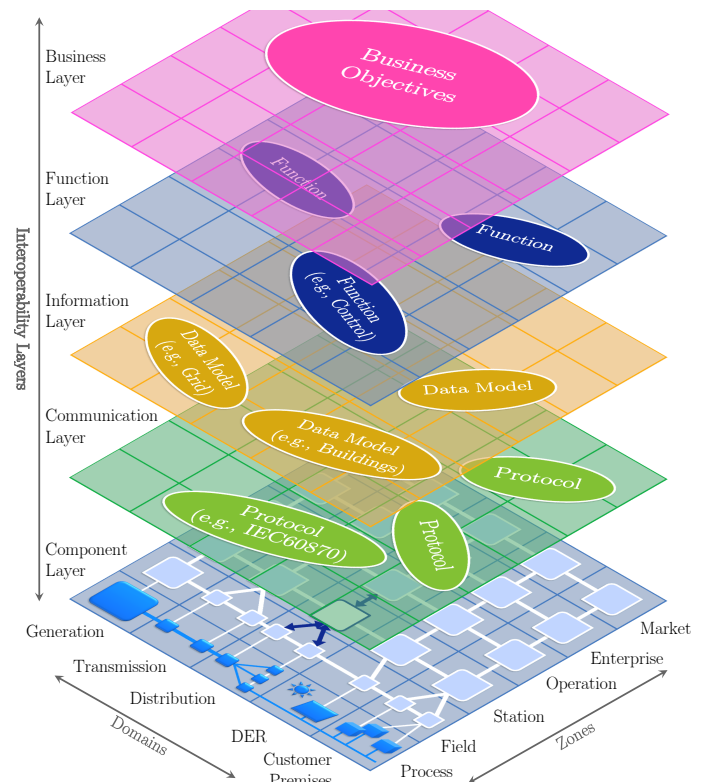 Business
Layer
Business
Objectives
Function
Layer
Function
Function
Function
(e.g., Control)
Interoperability Layers
Information
Layer
Data Model
(e.g., Grid)
Data Model
Data Model
(e.g., Buildings)
Communication
Layer
Protocol
Protocol
(e.g., IEC60870)
Protocol
Component
Layer
Generation
Transmission
Distribution
DER
Customer
Premises
Domains
Market
Enterprise
Operation
Station
Field
Process
Zones